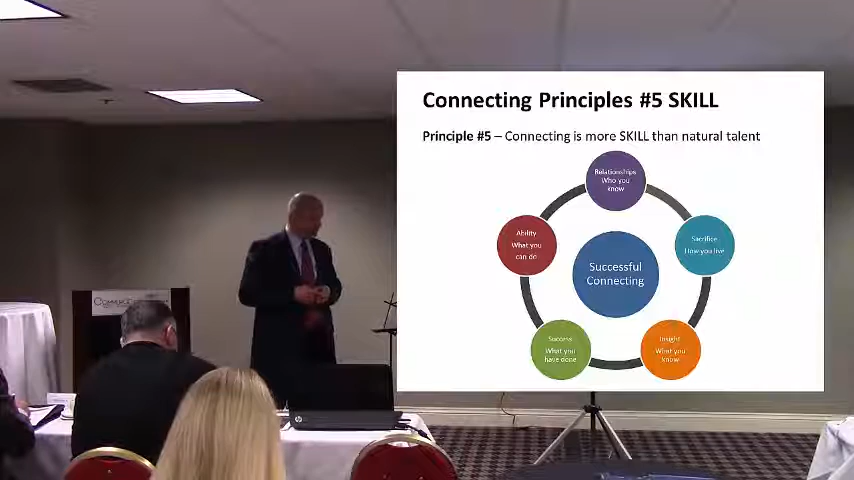 Connecting Principles #5 SKILL
Principle #5 – Connecting is more SKILL than natural talent
Relationships
Who you
know
Ability
What you
can do
Sacrifice
How you live
Successful
Connecting
Success
What you
have done
Insight
What you
know
hp